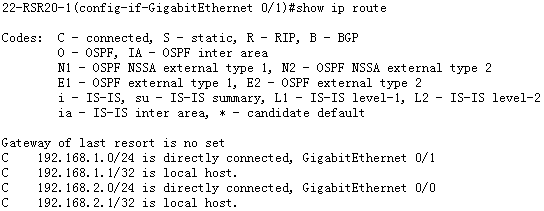 22-RSR20-1(config-if-GigabitEthernet 0/1)#show ip route
Codes:  C - connected, S - static, R - RIP, B - BGP
O - OSPF, IA - OSPF inter area
N1 - OSPF NSSA external type 1, N2 - OSPF NSSA external type 2
E1 - OSPF external type 1, E2 - OSPF external type 2
i - IS-IS, su - IS-IS summary, L1 - IS-IS level-1, L2 - IS-IS level-2
ia - IS-IS inter area, * - candidate default
Gateway of last resort is no set
C    192.168.1.0/24 is directly connected, GigabitEthernet 0/1
C    192.168.1.1/32 is local host.
C    192.168.2.0/24 is directly connected, GigabitEthernet 0/0
C    192.168.2.1/32 is local host.